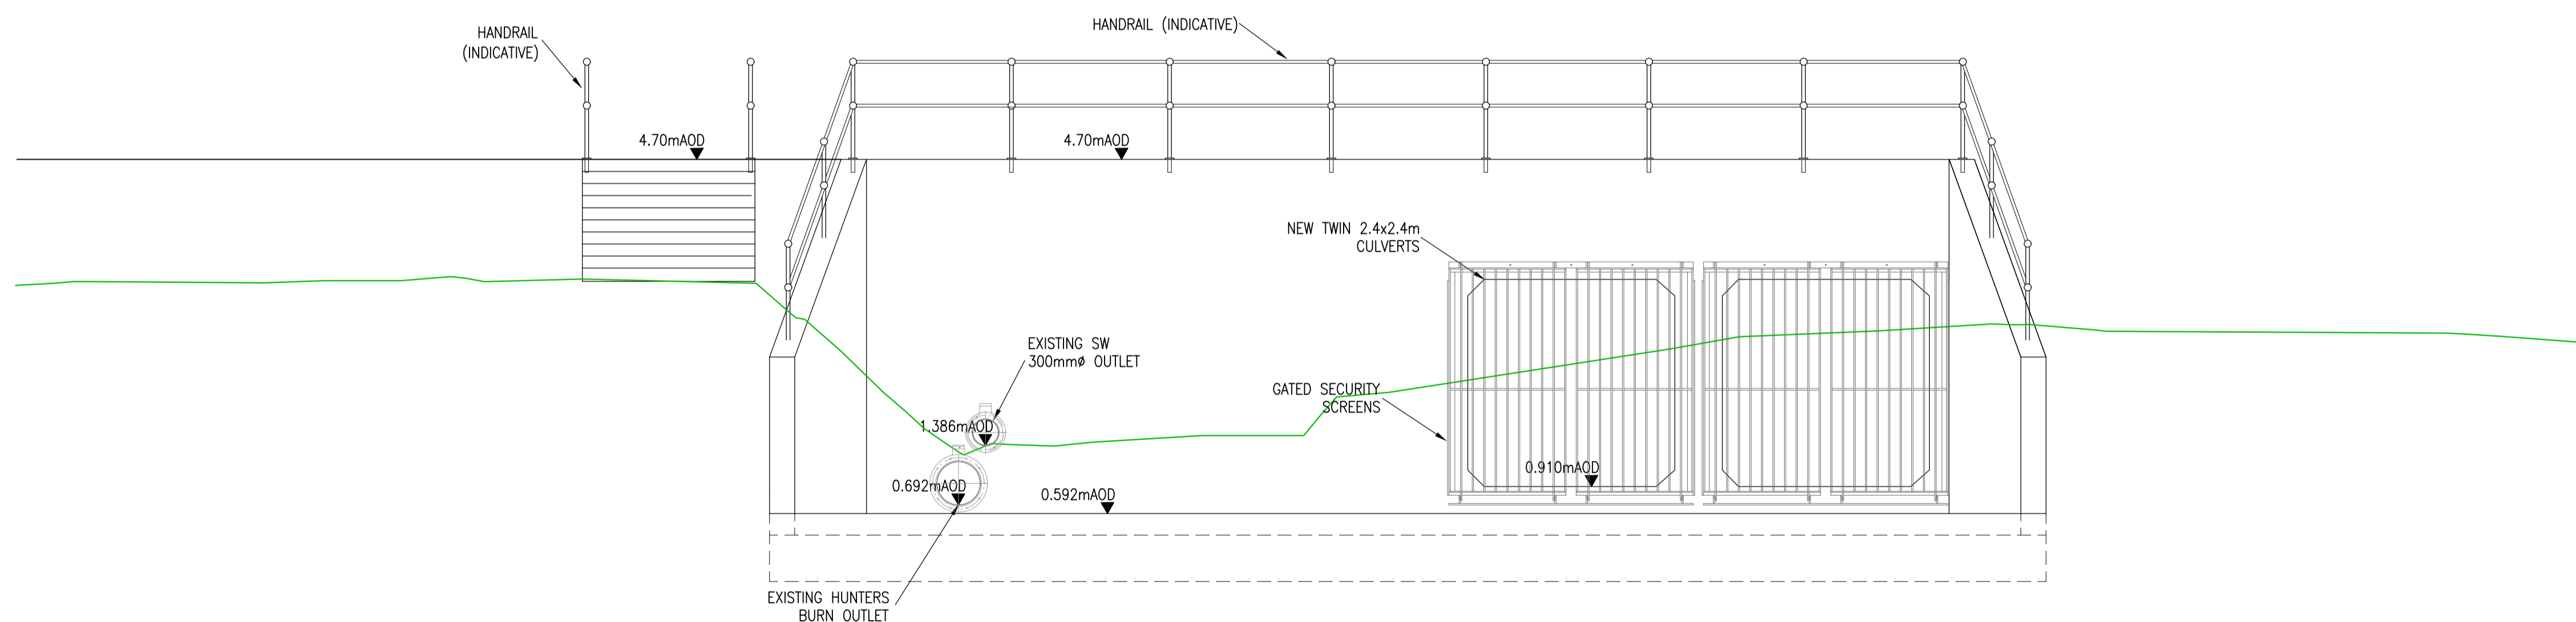 HANDRAIL
(INDICATIVE)
HANDRAIL (INDICATIVE)
4.70mAOD
4.70mAOD
NEW TWIN 2.4x2.4m
CULVERTS
EXISTING SW
300mmø OUTLET
GATED SECURITY
SCREENS
1.386mAOD
0.910mAOD
0.692mAOD
0.592mAOD
EXISTING HUNTERS
BURN OUTLET